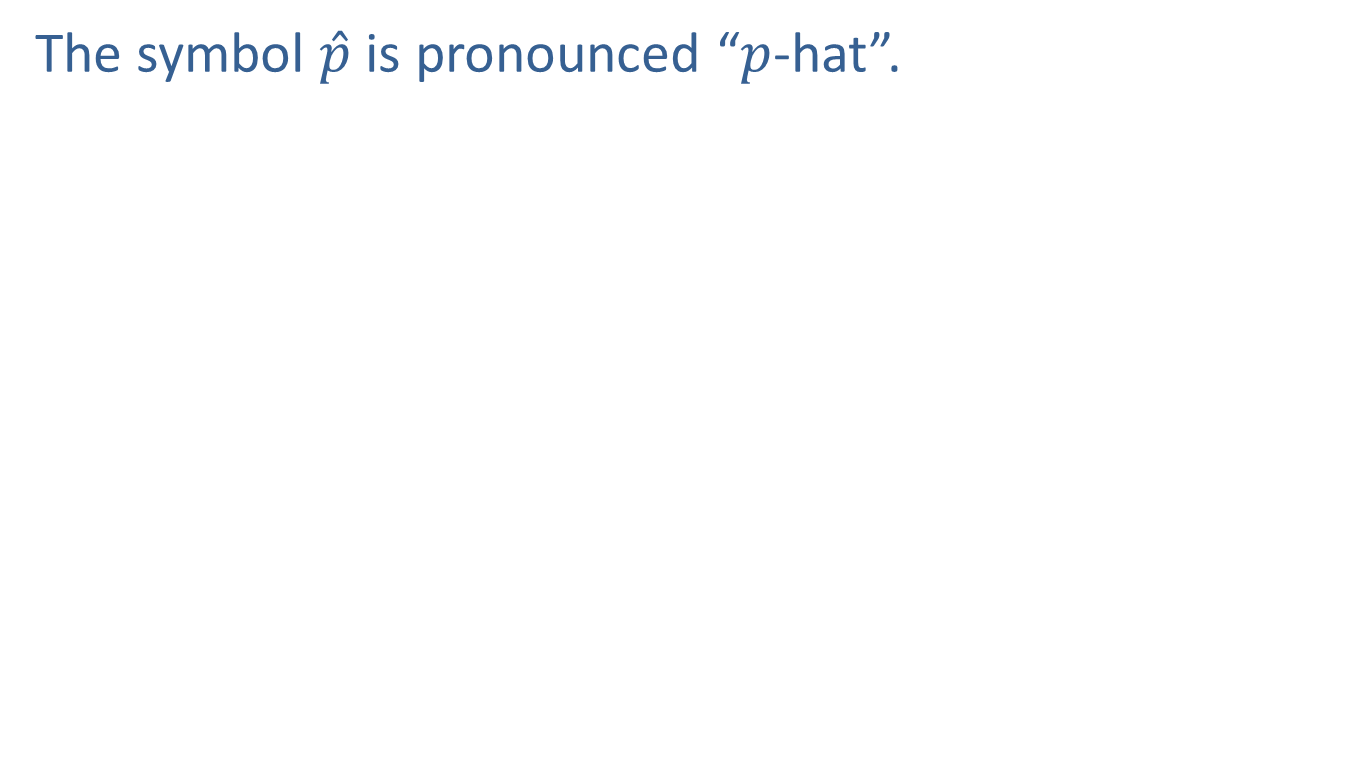 The symbol p̂ is pronounced “p-hat”.